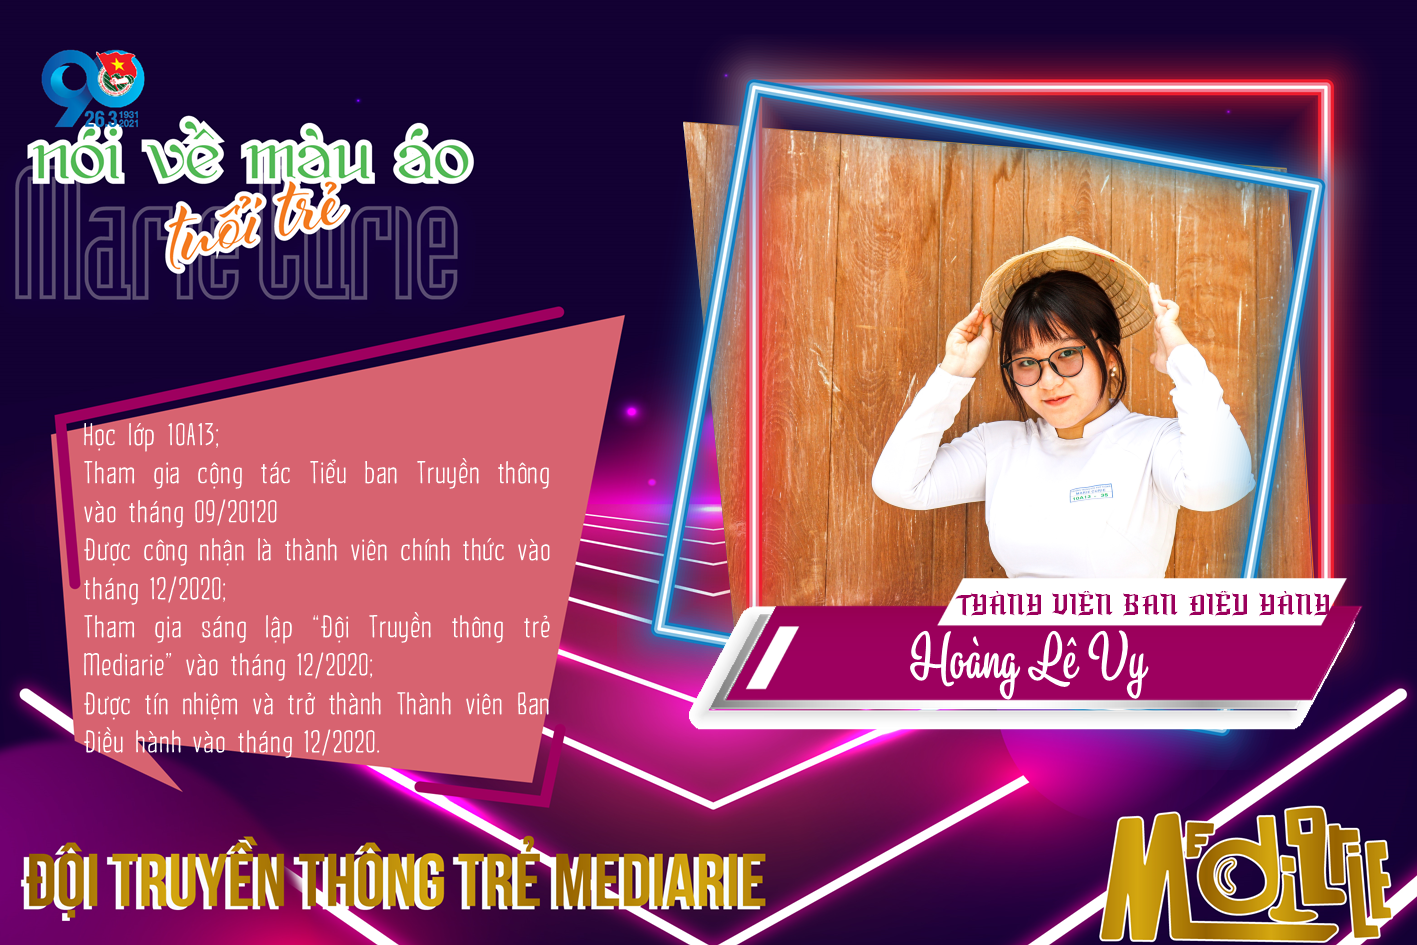 90
26.3 1931
2021
nói về màu áo
tuổi trẻ
Marie Curie
Học lớp 10A13;
Tham gia cộng tác Tiểu ban Truyền thông
vào tháng 09/20120
Được công nhận là thành viên chính thức vào
tháng 12/2020;
Tham gia sáng lập “Đội Truyền thông trẻ
Mediarie” vào tháng 12/2020;
Được tín nhiệm và trở thành Thành viên Ban
Điều hành vào tháng 12/2020.
MARIE CURIE
10A13 - 35
THÀNH VIÊN BAN ĐIỀU HÀNH
Hoàng Lê Vy
ĐỘI TRUYỀN THÔNG TRẺ MEDIARIE
MEDIARIE